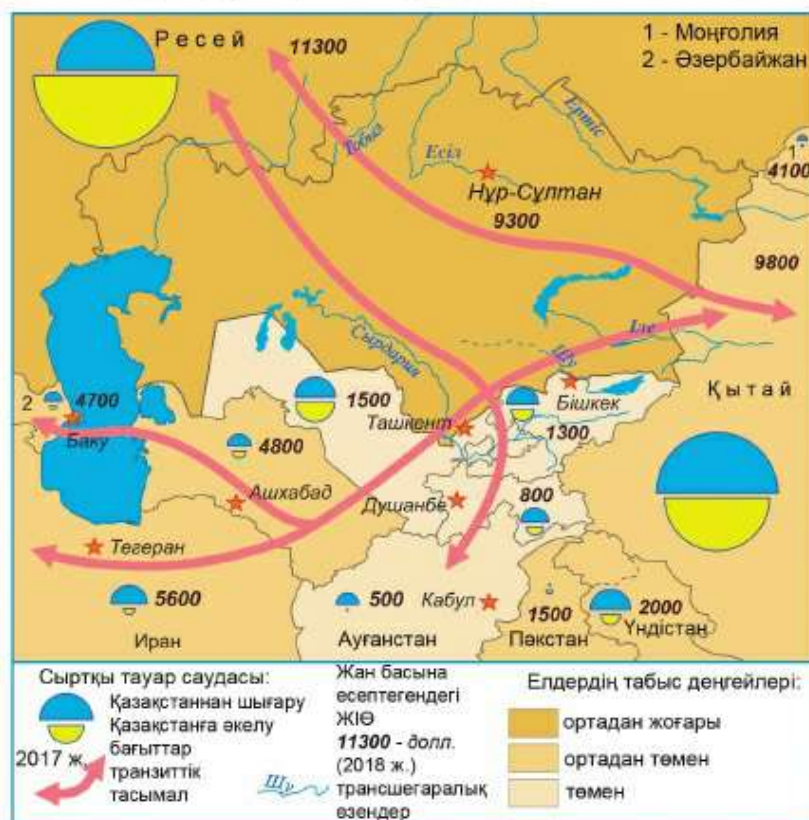 Ресей
11300
1 - Моңғолия
2 - Әзербайжан
Тобыл
Есіл
Ертіс
1
4100
Нұр-Сұлтан
9300
9800
Сырдария
Шу
Іле
Қытай
2
4700
Баку
1500
Ташкент
Бішкек
1300
4800
Ашхабад
Душанбе
800
Тегеран
5600
Иран
500
Кабул
Ауғанстан
1500
Пәкстан
2000
Үндістан
Сыртқы тауар саудасы:
Қазақстаннан шығару
Қазақстанға әкелу
бағыттар
2017 ж,
транзиттік
тасымал
Жан басына
есептегендегі
ЖІӨ
11300 - долл.
(2018 ж.)
Шу
трансшегаралық
өзендер
Елдердің табыс деңгейлері:
ортадан жоғары
ортадан төмен
төмен